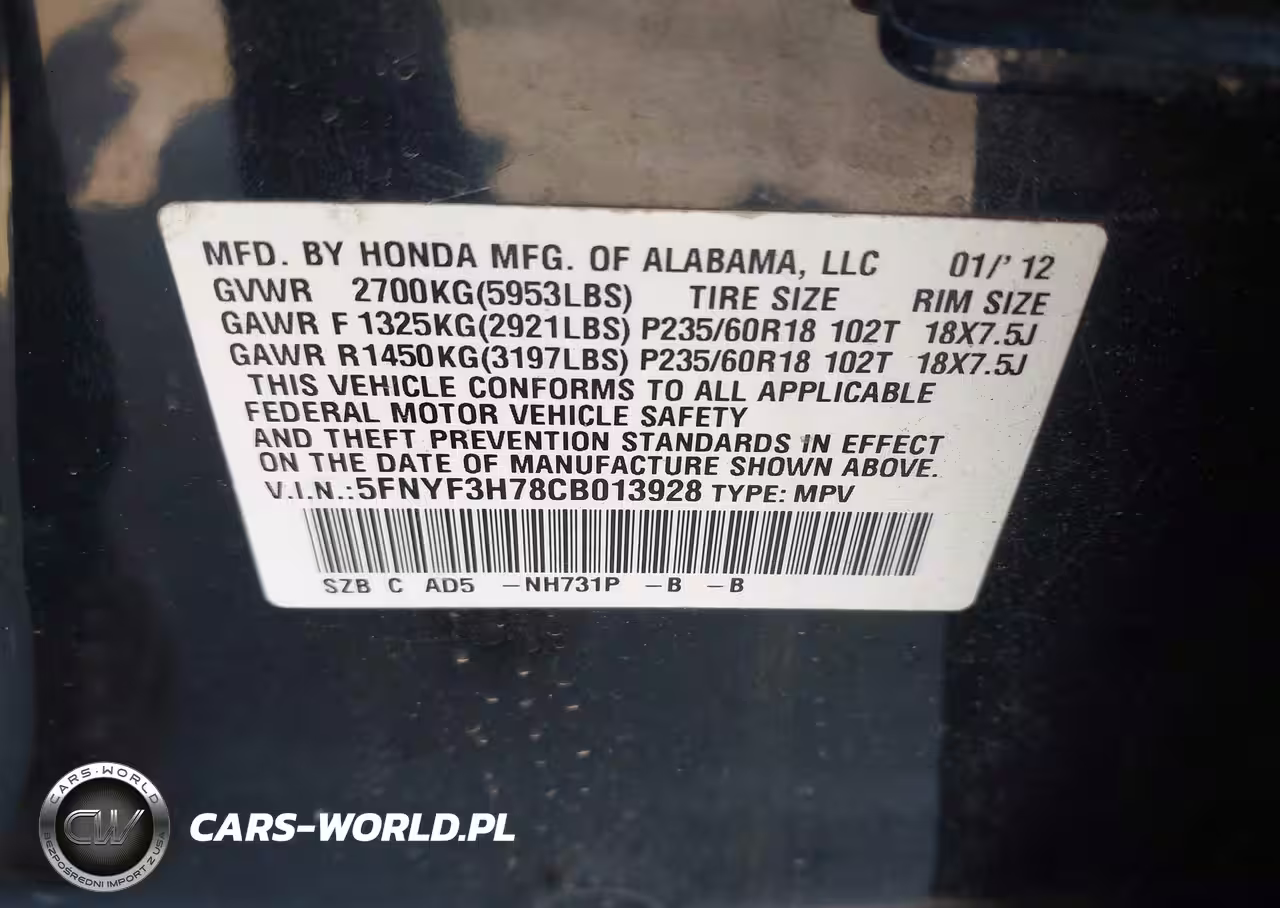 MFD. BY HONDA MFG. OF ALABAMA, LLC 01/' 12
GVWR 2700KG(5953LBS) TIRE SIZE RIM SIZE
GAWR F 1325KG(2921LBS) P235/60R18 102T 18X7.5J
GAWR R1450KG(3197LBS) P235/60R18 102T 18X7.5J
THIS VEHICLE CONFORMS TO ALL APPLICABLE
FEDERAL MOTOR VEHICLE SAFETY
AND THEFT PREVENTION STANDARDS IN EFFECT
ON THE DATE OF MANUFACTURE SHOWN ABOVE.
V.I.N.:5FNYF3H78CB013928 TYPE: MPV
SZB C AD5 -NH731P -B -B
CARS-WORLD
CW
BEZPOŚREDNI IMPORT Z USA
CARS-WORLD.PL